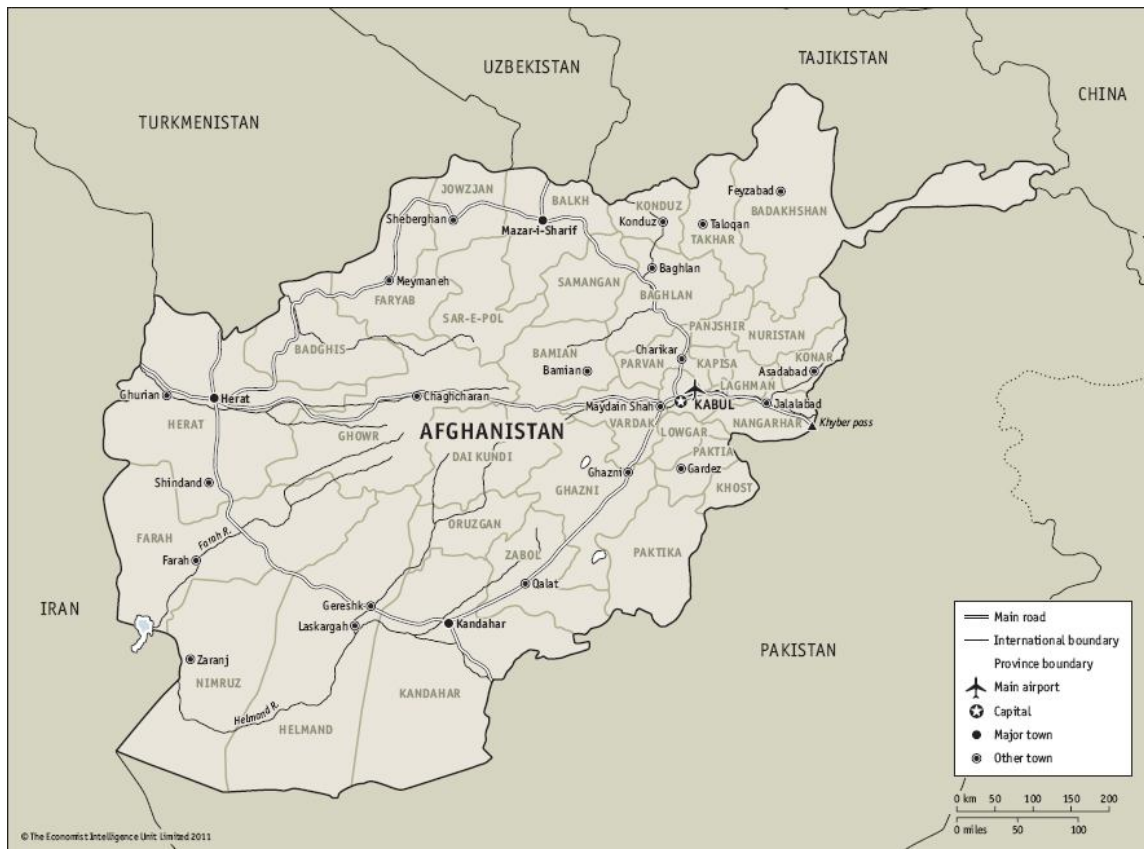 UZBEKISTAN
TAJIKISTAN
CHINA
TURKMENISTAN
JOWZJAN
BALKH
KONDUZ
Feyzabad
BADAKHSHAN
Sheberghan
Mazar-i-Sharif
Konduz
Taloqan
TAKHAR
Baghlan
Meymaneh
FARYAB
SAMANGAN
BAGHLAN
SAR-E-POL
PANJSHIR
NURISTAN
BADGHIS
BAMIAN
Charikar
PARVAN
KAPISA
KONAR
Bamian
Asadabad
LAGHMAN
Ghurian
Herat
Chaghcharan
Maydain Shah
KABUL
Jalalabad
HERAT
GHOWR
AFGHANISTAN
VARDAK
LOWGAR
NANGARHAR
Khyber pass
DAI KUNDI
PAKTIA
Ghazni
Gardez
Shindand
GHAZNI
KHOST
ORUZGAN
FARAH
Farah R.
ZABOL
PAKTIKA
Farah
Qalat
IRAN
Gereshk
Laskargah
Kandahar
Zaranj
NIMRUZ
KANDAHAR
Helmand R.
HELMAND
PAKISTAN
Main road
International boundary
Province boundary
Main airport
Capital
Major town
Other town
0 km 50 100 150 200
0 miles 50 100
© The Economist Intelligence Unit Limited 2011